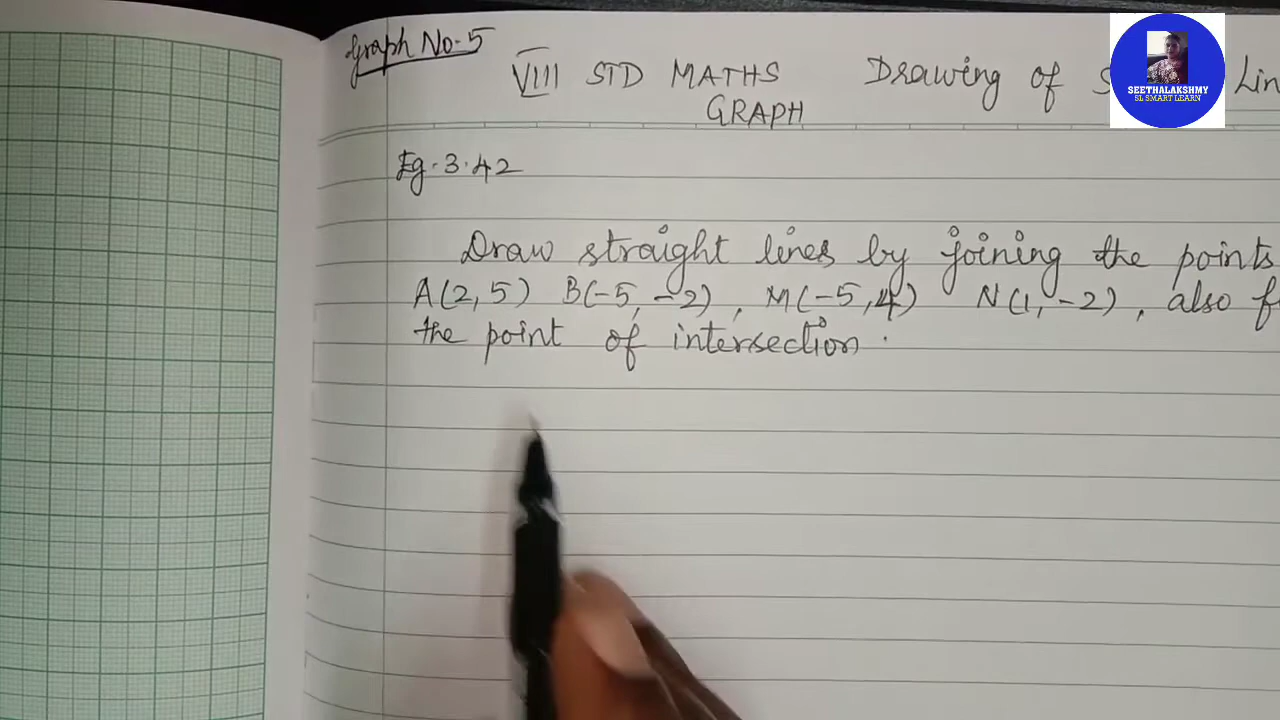 Graph No. 5
VIII STD MATHS Drawing of
GRAPH
SEETHALAKSHMY
SL SMART LEARN
Eg. 3.42
Draw straight lines by joining the points
A(2, 5) B(-5, -2), M(-5, 4) N(1, -2), also
the point of intersection.